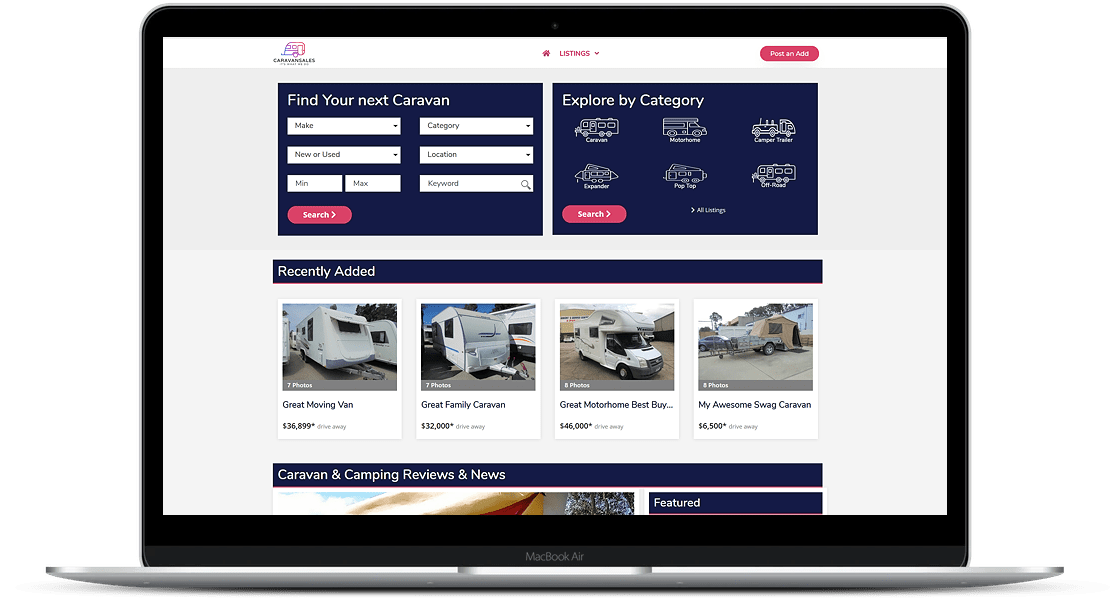 CARAVANSALES
IT'S WHAT WE DO
LISTINGS
Post an Add
Find Your next Caravan
Make
Category
New or Used
Location
Min
Max
Keyword
Search
Explore by Category
Caravan
Motorhome
Camper Trailer
Expander
Pop Top
Off-Road
Search
All Listings
Recently Added
7 Photos
Great Moving Van
$36,899* drive away
7 Photos
Great Family Caravan
$32,000* drive away
8 Photos
Great Motorhome Best Buy...
$46,000* drive away
8 Photos
My Awesome Swag Caravan
$6,500* drive away
Caravan & Camping Reviews & News
Featured
MacBook Air